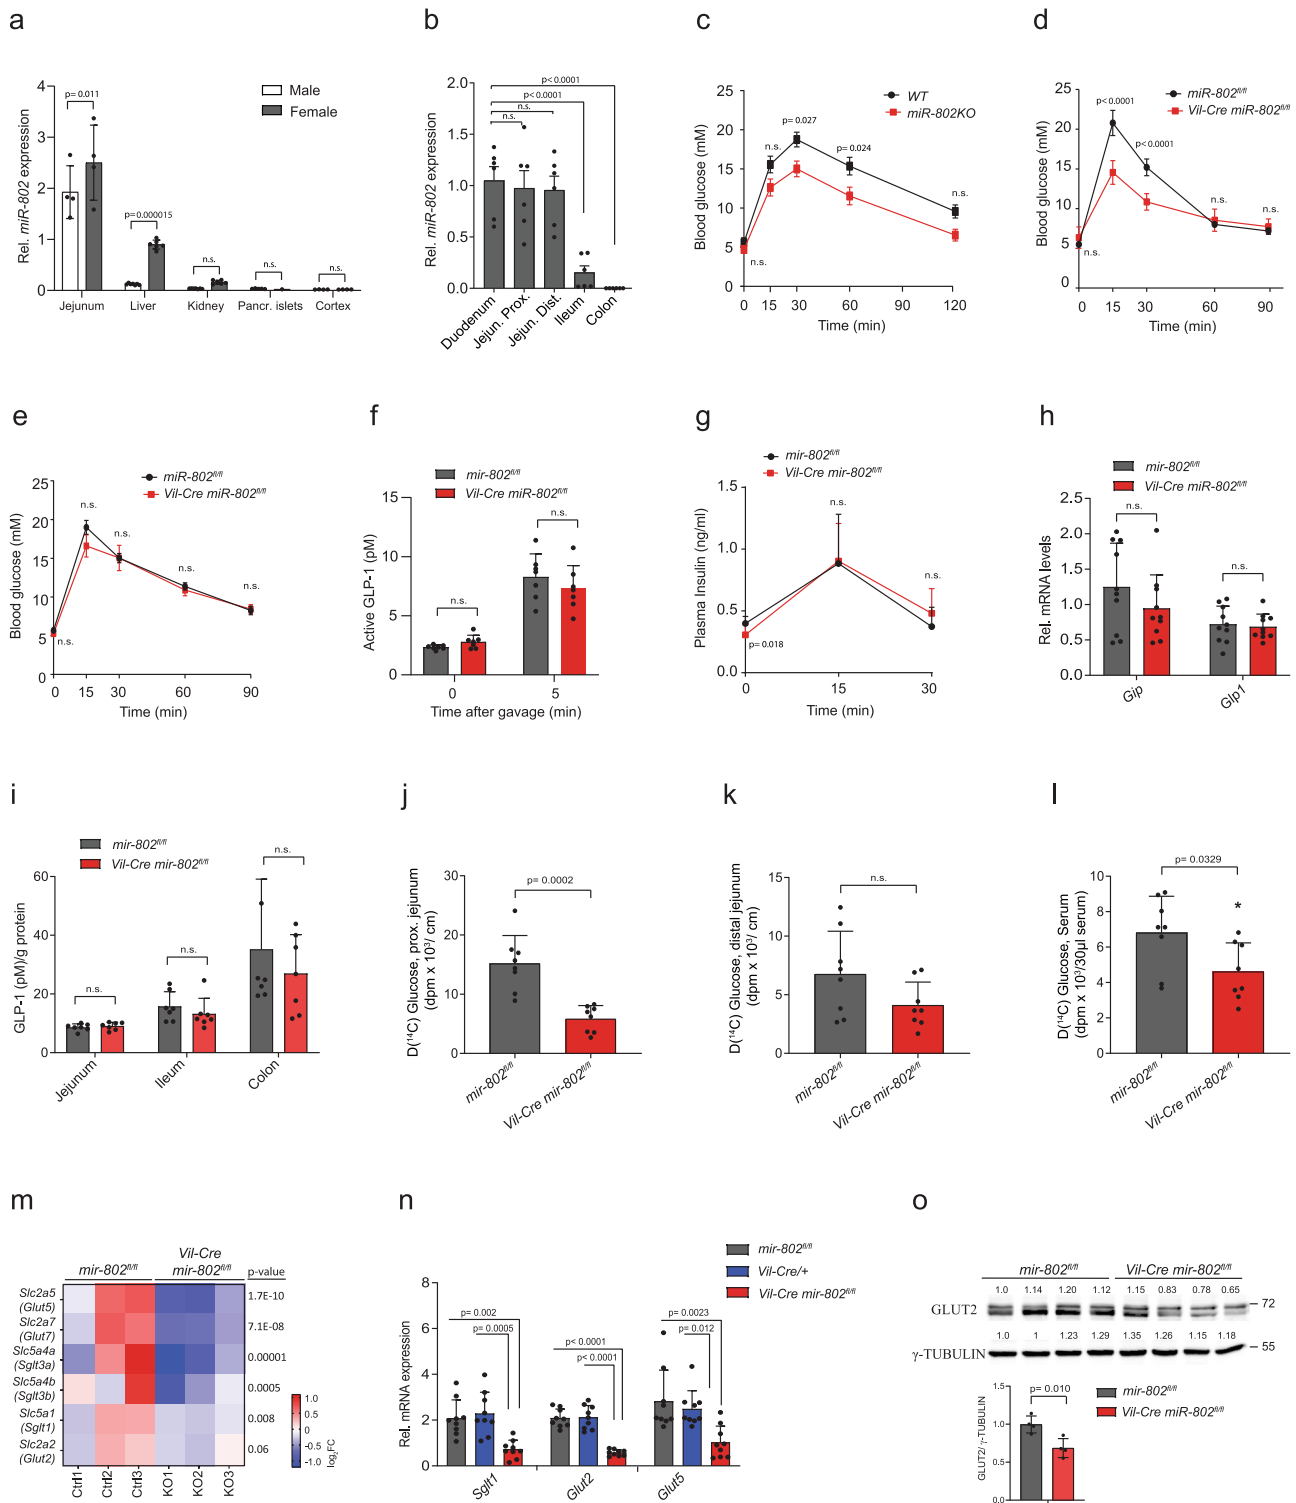 a
Rel. miR-802 expression
4
3
2
1
0
p= 0.011
p=0.000015
n.s.
n.s.
n.s.
Male
Female
Jejunum
Liver
Kidney
Pancr. islets
Cortex
b
Rel. miR-802 expression
2.0
1.5
1.0
0.5
0.0
p<0.0001
p<0.0001
n.s.
n.s.
Duodenum
Jejun. Prox.
Jejun. Dist.
Ileum
Colon
c
Blood glucose (mM)
25
20
15
10
5
0
WT
miR-802KO
p= 0.027
n.s.
p= 0.024
n.s.
n.s.
0 15 30 60 90 120
Time (min)
d
Blood glucose (mM)
25
20
15
10
5
0
miR-802fl/fl
Vil-Cre miR-802fl/fl
p<0.0001
p<0.0001
n.s.
n.s.
n.s.
0 15 30 60 90
Time (min)
e
Blood glucose (mM)
25
20
15
10
5
0
miR-802fl/fl
Vil-Cre miR-802fl/fl
n.s.
n.s.
n.s.
n.s.
n.s.
0 15 30 60 90
Time (min)
f
mir-802fl/fl
Vil-Cre miR-802fl/fl
Active GLP-1 (pM)
15
10
5
0
n.s.
n.s.
0 5
Time after gavage (min)
g
mir-802fl/fl
Vil-Cre mir-802fl/fl
Plasma Insulin (ng/ml)
1.5
1.0
0.5
0.0
n.s.
n.s.
p= 0.018
0 15 30
Time (min)
h
mir-802fl/fl
Vil-Cre miR-802fl/fl
Rel. mRNA levels
2.5
2.0
1.5
1.0
0.5
0.0
n.s.
n.s.
Gip
Glp1
i
mir-802fl/fl
Vil-Cre mir-802fl/fl
GLP-1 (pM)/g protein
60
40
20
0
n.s.
n.s.
n.s.
Jejunum
Ileum
Colon
j
D(¹⁴C) Glucose, prox. jejunum
(dpm x 10³/ cm)
30
20
10
0
p= 0.0002
mir-802fl/fl
Vil-Cre mir-802fl/fl
k
D(¹⁴C) Glucose, distal jejunum
(dpm x 10³/ cm)
15
10
5
0
n.s.
mir-802fl/fl
Vil-Cre mir-802fl/fl
l
D(¹⁴C) Glucose, Serum
(dpm x 10³/30µl serum)
10
8
6
4
2
0
p= 0.0329
*
mir-802fl/fl
Vil-Cre mir-802fl/fl
m
mir-802fl/fl
Vil-Cre
mir-802fl/fl
p-value
Slc2a5
(Glut5)
1.7E-10
Slc2a7
(Glut7)
7.1E-08
Slc5a4a
(Sglt3a)
0.00001
Slc5a4b
(Sglt3b)
0.0005
Slc5a1
(Sglt1)
0.008
Slc2a2
(Glut2)
0.06
Ctrl1
Ctrl2
Ctrl3
KO1
KO2
KO3
1.0
0.5
0
-0.5
-1.0
log₂FC
n
mir-802fl/fl
Vil-Cre/+
Vil-Cre mir-802fl/fl
Rel. mRNA expression
8
6
4
2
0
p= 0.002
p= 0.0005
p<0.0001
p<0.0001
p= 0.0023
p= 0.012
Sglt1
Glut2
Glut5
o
mir-802fl/fl
Vil-Cre mir-802fl/fl
1.0 1.14 1.20 1.12 1.15 0.83 0.78 0.65
GLUT2
72
1.0 1 1.23 1.29 1.35 1.26 1.15 1.18
γ-TUBULIN
55
mir-802fl/fl
Vil-Cre miR-802fl/fl
GLUT2/ γ-TUBULIN
1.5
1.0
0.5
0.0
p= 0.010